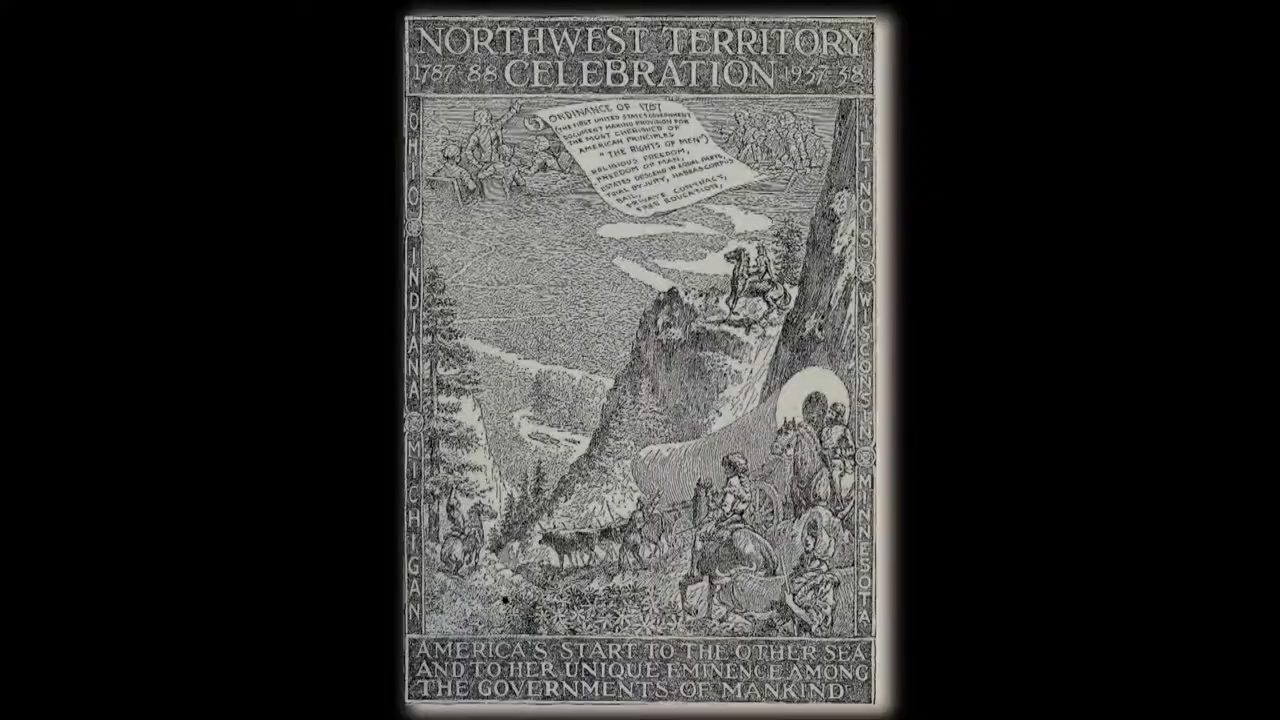 NORTHWEST TERRITORY
1787-88 CELEBRATION 1937-38
ORDINANCE OF 1787
(THE FIRST UNITED STATES GOVERNMENT
DOCUMENT MAKING PROVISION FOR
THE MOST CHERISHED OF
AMERICAN PRINCIPLES
"THE RIGHTS OF MEN")
RELIGIOUS FREEDOM,
FREEDOM OF MAN,
ESTATES DESCEND IN EQUAL PARTS,
TRIAL BY JURY, HABEAS CORPUS
BAIL, PRIVATE CONTRACT,
FREE EDUCATION,
OHIO INDIANA MICHIGAN
ILLINOIS WISCONSIN MINNESOTA
AMERICA'S START TO THE OTHER SEA
AND TO HER UNIQUE EMINENCE AMONG
THE GOVERNMENTS OF MANKIND